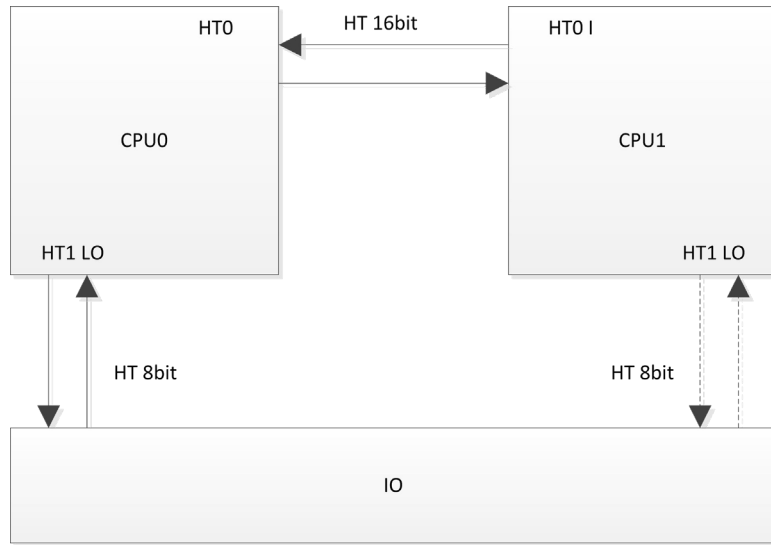 HT0
HT 16bit
HT0 I
CPU0
CPU1
HT1 LO
HT1 LO
HT 8bit
HT 8bit
IO